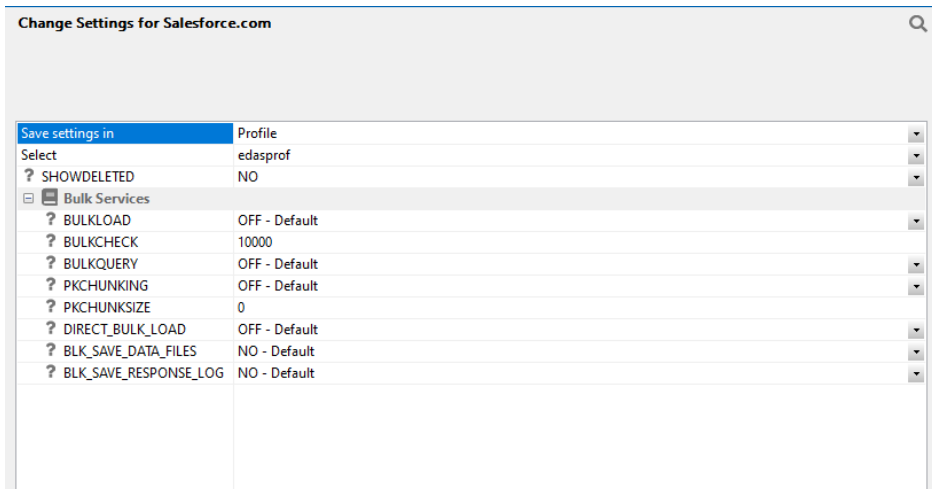 Change Settings for Salesforce.com
Save settings in Profile
Select edasprof
? SHOWDELETED NO
Bulk Services
? BULKLOAD OFF - Default
? BULKCHECK 10000
? BULKQUERY OFF - Default
? PKCHUNKING OFF - Default
? PKCHUNKSIZE 0
? DIRECT_BULK_LOAD OFF - Default
? BLK_SAVE_DATA_FILES NO - Default
? BLK_SAVE_RESPONSE_LOG NO - Default